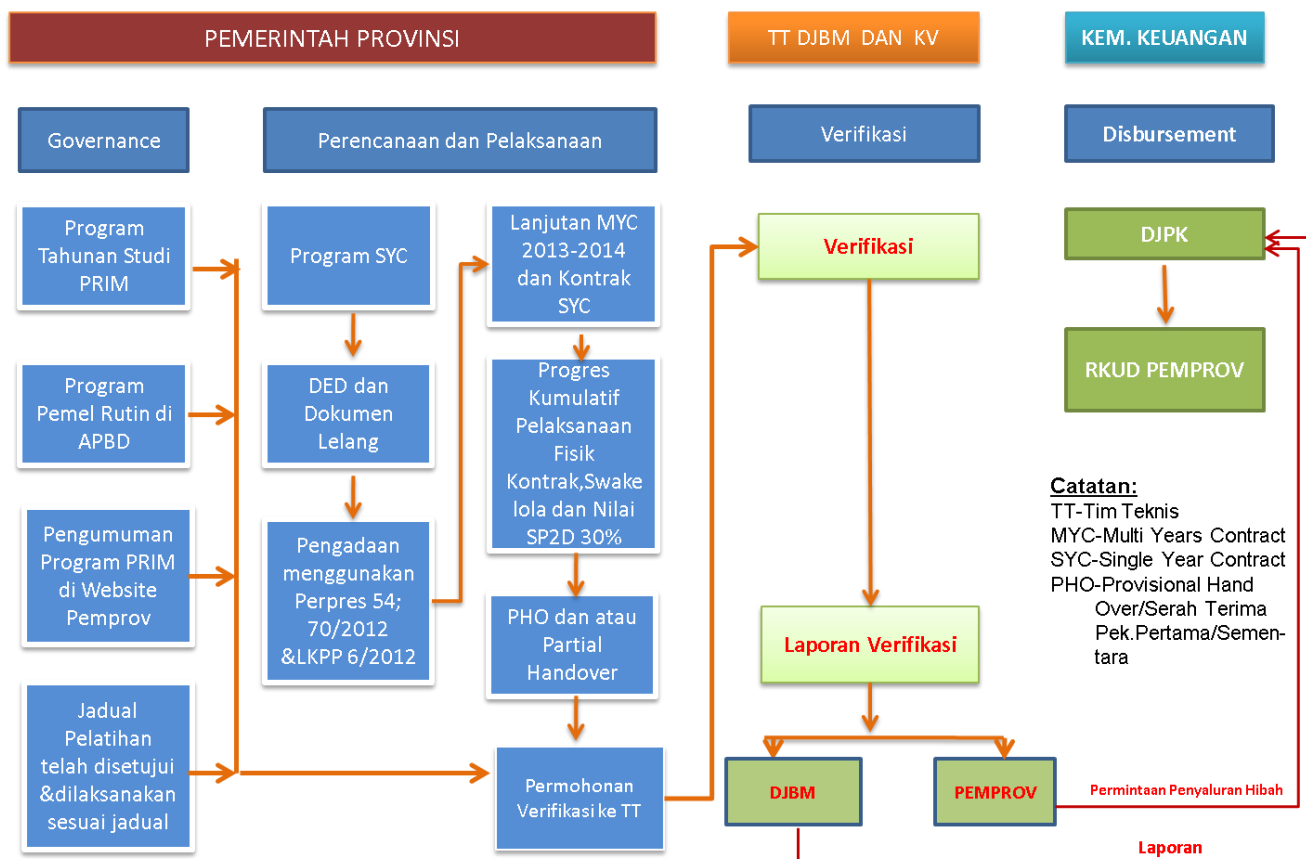 PEMERINTAH PROVINSI
TT DJBM DAN KV
KEM. KEUANGAN
Governance
Perencanaan dan Pelaksanaan
Verifikasi
Disbursement
Program
Tahunan Studi
PRIM
Program
Pemel Rutin di
APBD
Pengumuman
Program PRIM
di Website
Pemprov
Jadual
Pelatihan
telah disetujui
&dilaksanakan
sesuai jadual
Program SYC
DED dan
Dokumen
Lelang
Pengadaan
menggunakan
Perpres 54;
70/2012
&LKPP 6/2012
Lanjutan MYC
2013-2014
dan Kontrak
SYC
Progres
Kumulatif
Pelaksanaan
Fisik
Kontrak,Swake
lola dan Nilai
SP2D 30%
PHO dan atau
Partial
Handover
Permohonan
Verifikasi ke TT
Verifikasi
Laporan Verifikasi
DJBM
PEMPROV
DJPK
RKUD PEMPROV
Catatan:
TT-Tim Teknis
MYC-Multi Years Contract
SYC-Single Year Contract
PHO-Provisional Hand
Over/Serah Terima
Pek.Pertama/Semen-
tara
Permintaan Penyaluran Hibah
Laporan